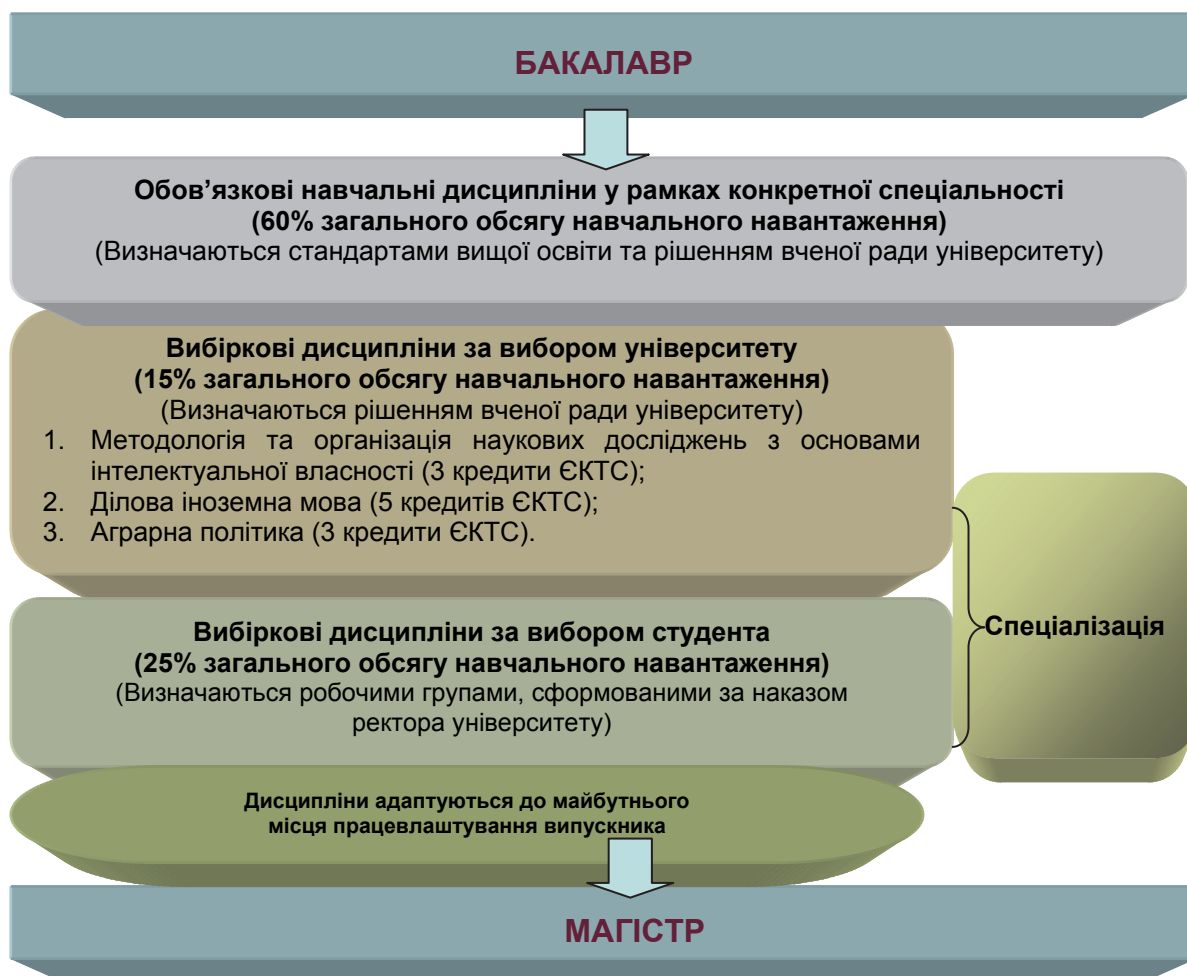 БАКАЛАВР
Обов’язкові навчальні дисципліни у рамках конкретної спеціальності
(60% загального обсягу навчального навантаження)
(Визначаються стандартами вищої освіти та рішенням вченої ради університету)
Вибіркові дисципліни за вибором університету
(15% загального обсягу навчального навантаження)
(Визначаються рішенням вченої ради університету)
1. Методологія та організація наукових досліджень з основами
інтелектуальної власності (3 кредити ЄКТС);
2. Ділова іноземна мова (5 кредитів ЄКТС);
3. Аграрна політика (3 кредити ЄКТС).
Спеціалізація
Вибіркові дисципліни за вибором студента
(25% загального обсягу навчального навантаження)
(Визначаються робочими групами, сформованими за наказом
ректора університету)
Дисципліни адаптуються до майбутнього
місця працевлаштування випускника
МАГІСТР